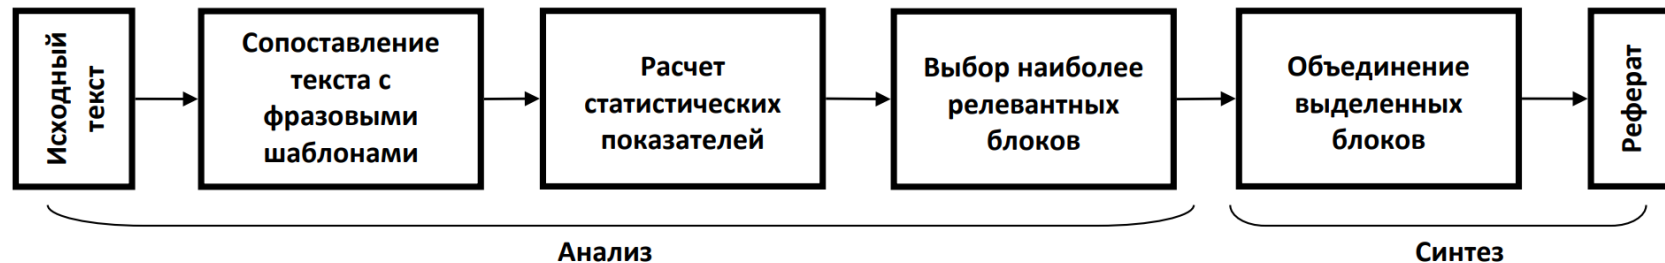 Исходный
текст
Сопоставление
текста с
фразовыми
шаблонами
Расчет
статистических
показателей
Выбор наиболее
релевантных
блоков
Объединение
выделенных
блоков
Реферат
Анализ
Синтез